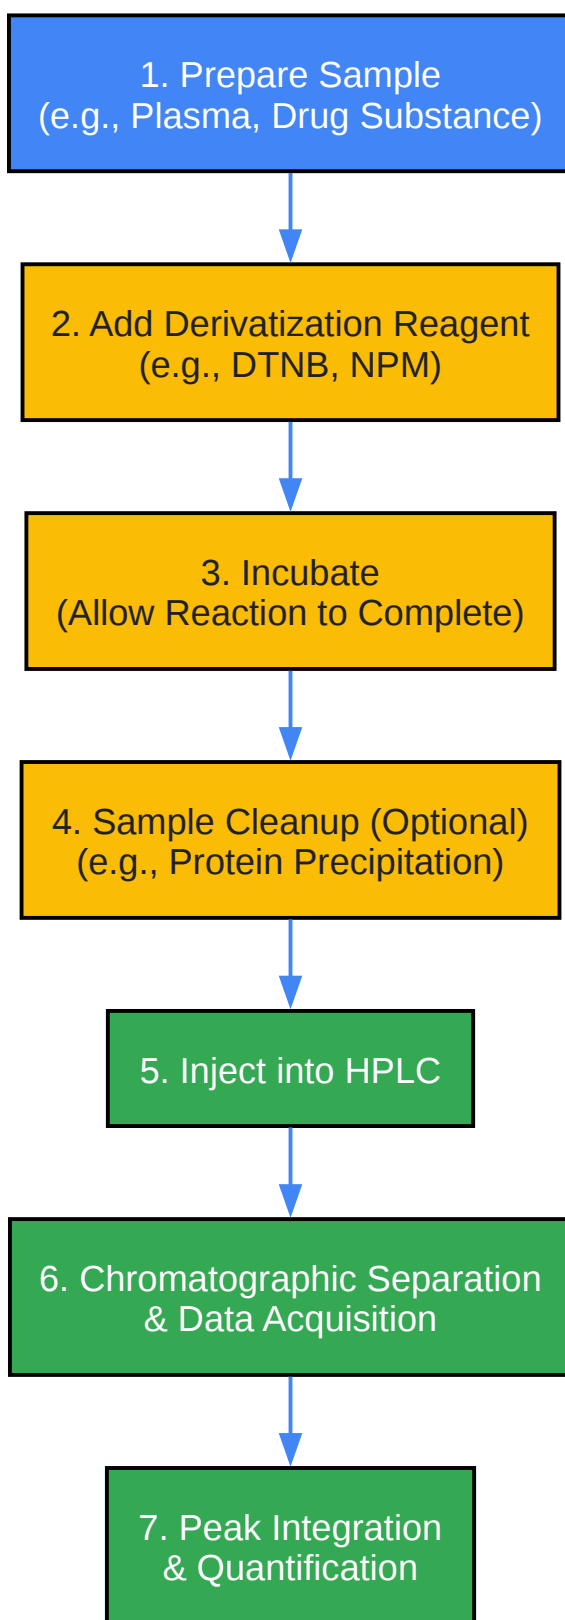 1. Prepare Sample
(e.g., Plasma, Drug Substance)
2. Add Derivatization Reagent
(e.g., DTNB, NPM)
3. Incubate
(Allow Reaction to Complete)
4. Sample Cleanup (Optional)
(e.g., Protein Precipitation)
5. Inject into HPLC
6. Chromatographic Separation
& Data Acquisition
7. Peak Integration
& Quantification